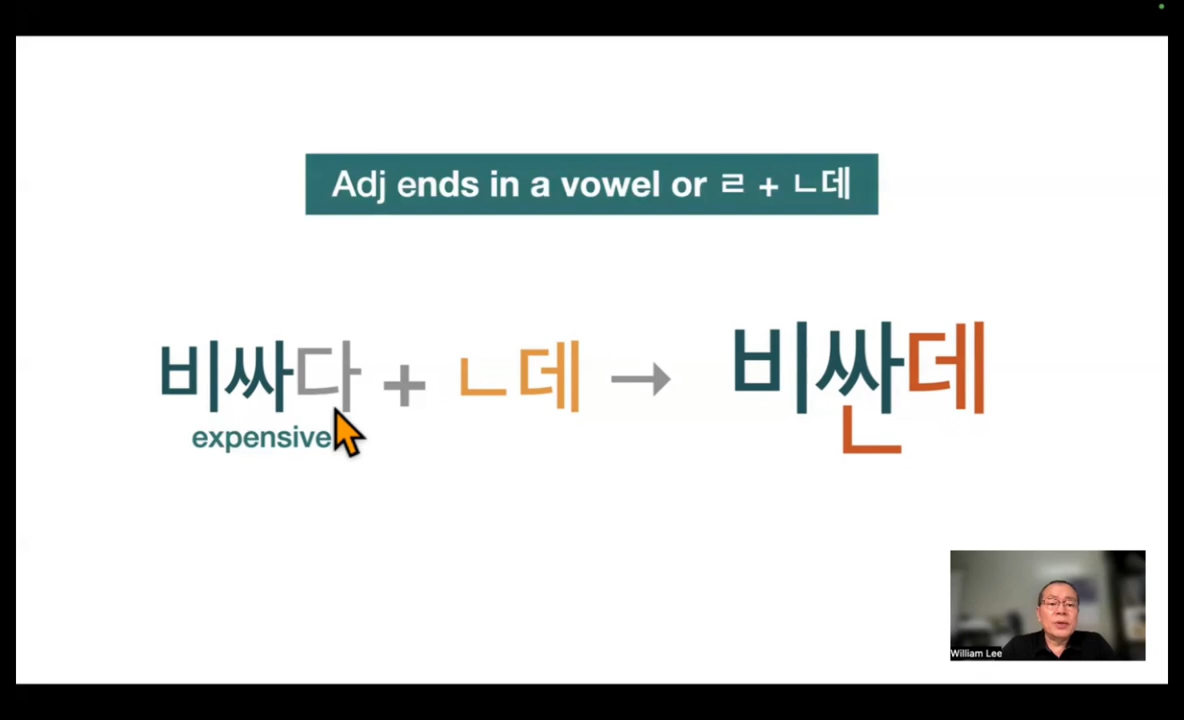 Adj ends in a vowel or ㄹ + ㄴ데
비싸다 + ㄴ데 → 비싼데
expensive
William Lee